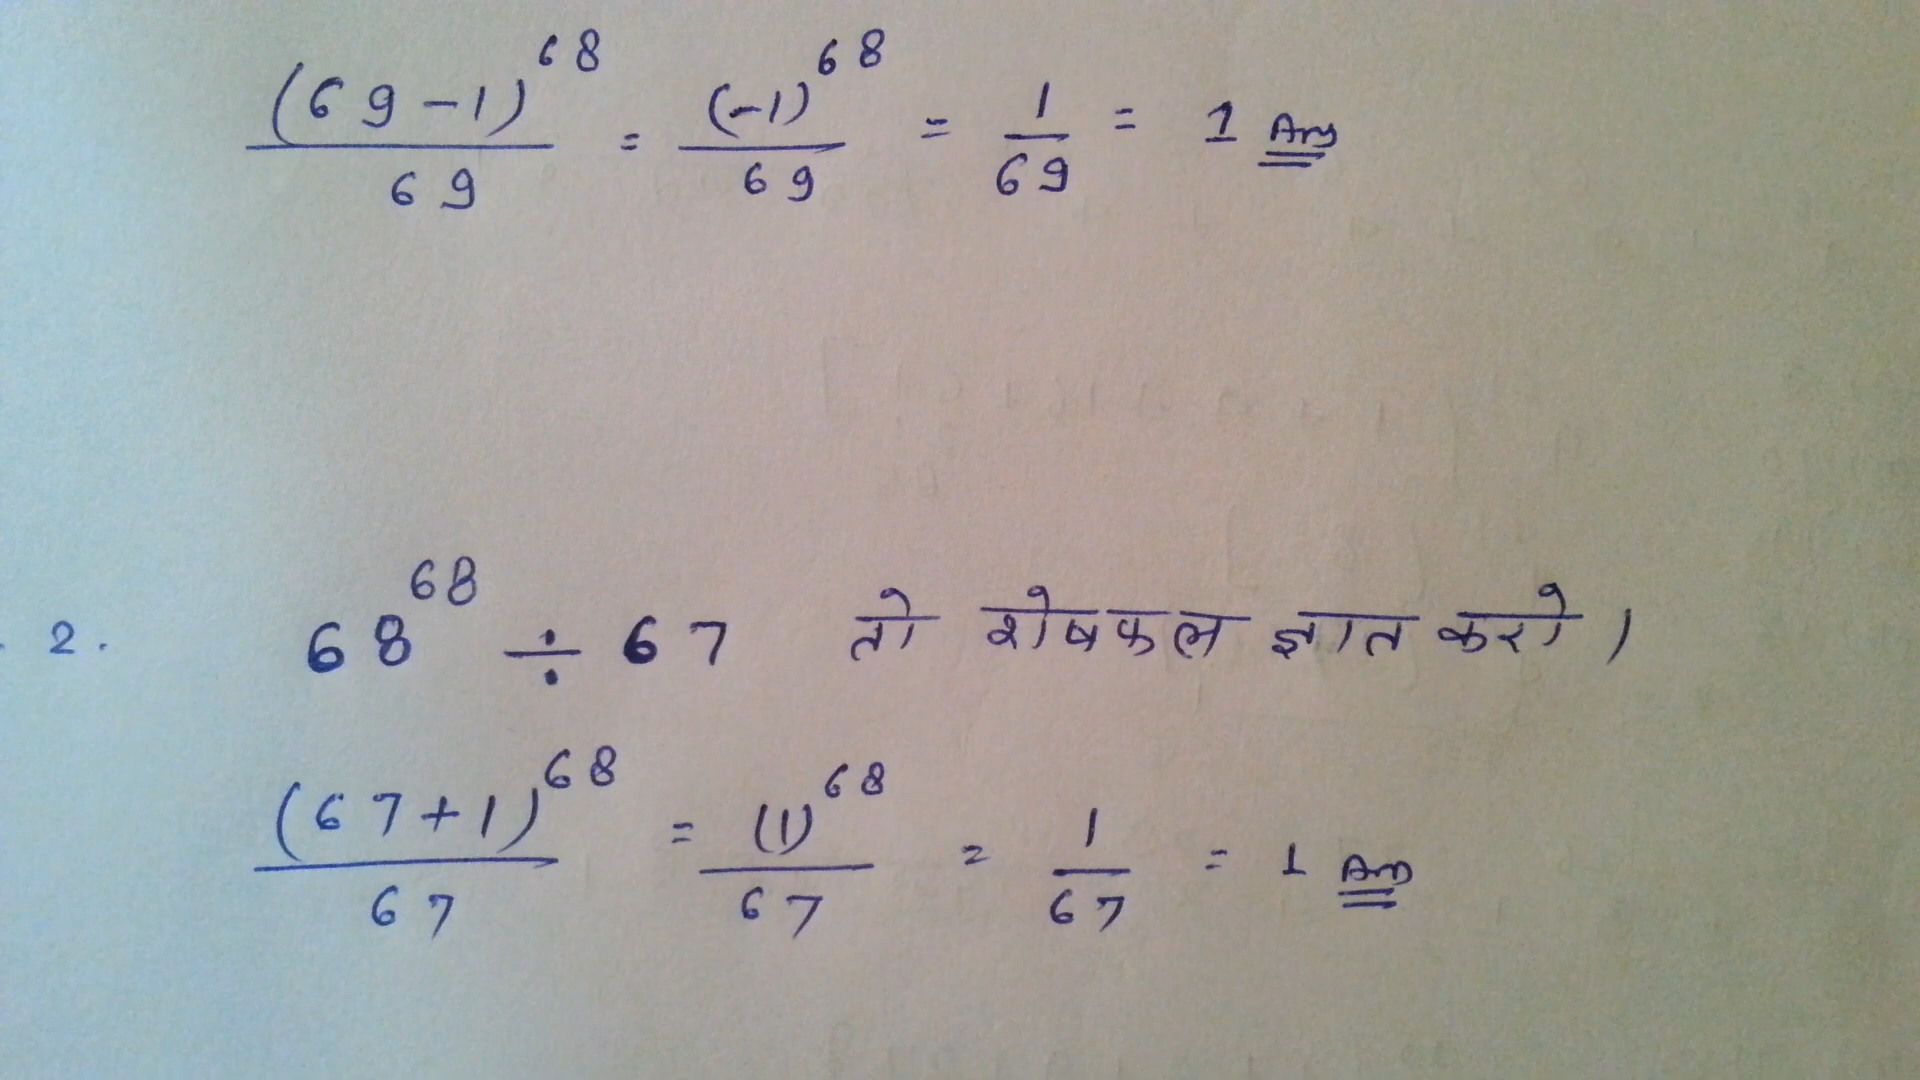 (69-1)^68 / 69 = (-1)^68 / 69 = 1 / 69 = 1 Ans
2. 68^68 ÷ 67 तो शेषफल ज्ञात करो।
(67+1)^68 / 67 = (1)^68 / 67 = 1 / 67 = 1 Ans